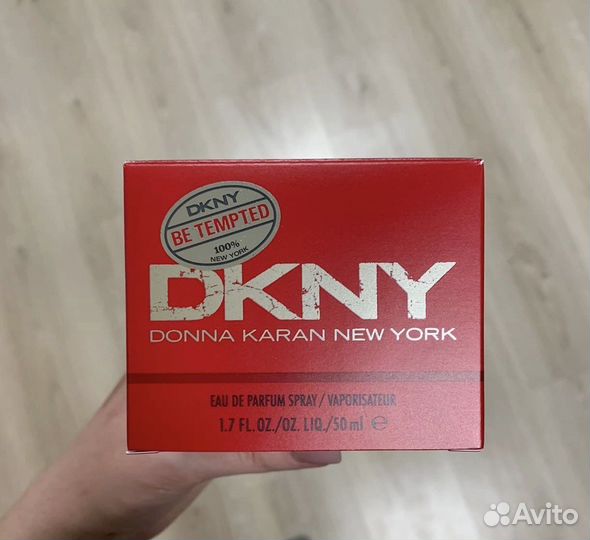 DKNY
BE TEMPTED
100%
NEW YORK
DKNY
DONNA KARAN NEW YORK
EAU DE PARFUM SPRAY / VAPORISATEUR
1.7 FL. OZ./OZ. LIQ./50 ml ℮
Avito